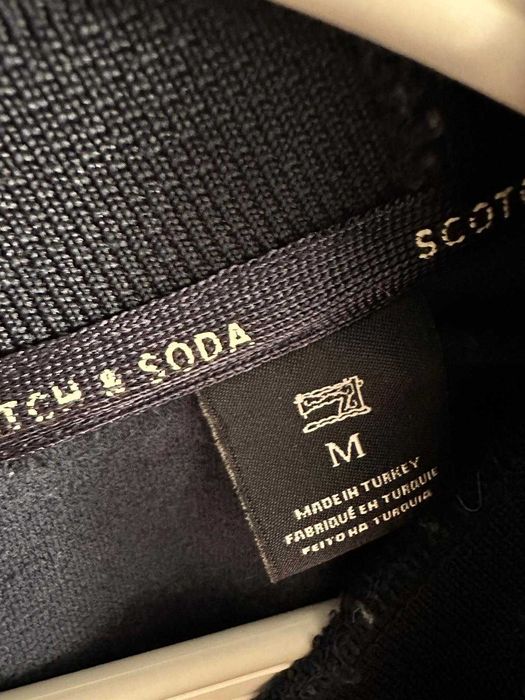 SCOT
TCH & SODA
M
MADE IN TURKEY
FABRIQUÉ EN TURQUIE
FEITO NA TURQUIA